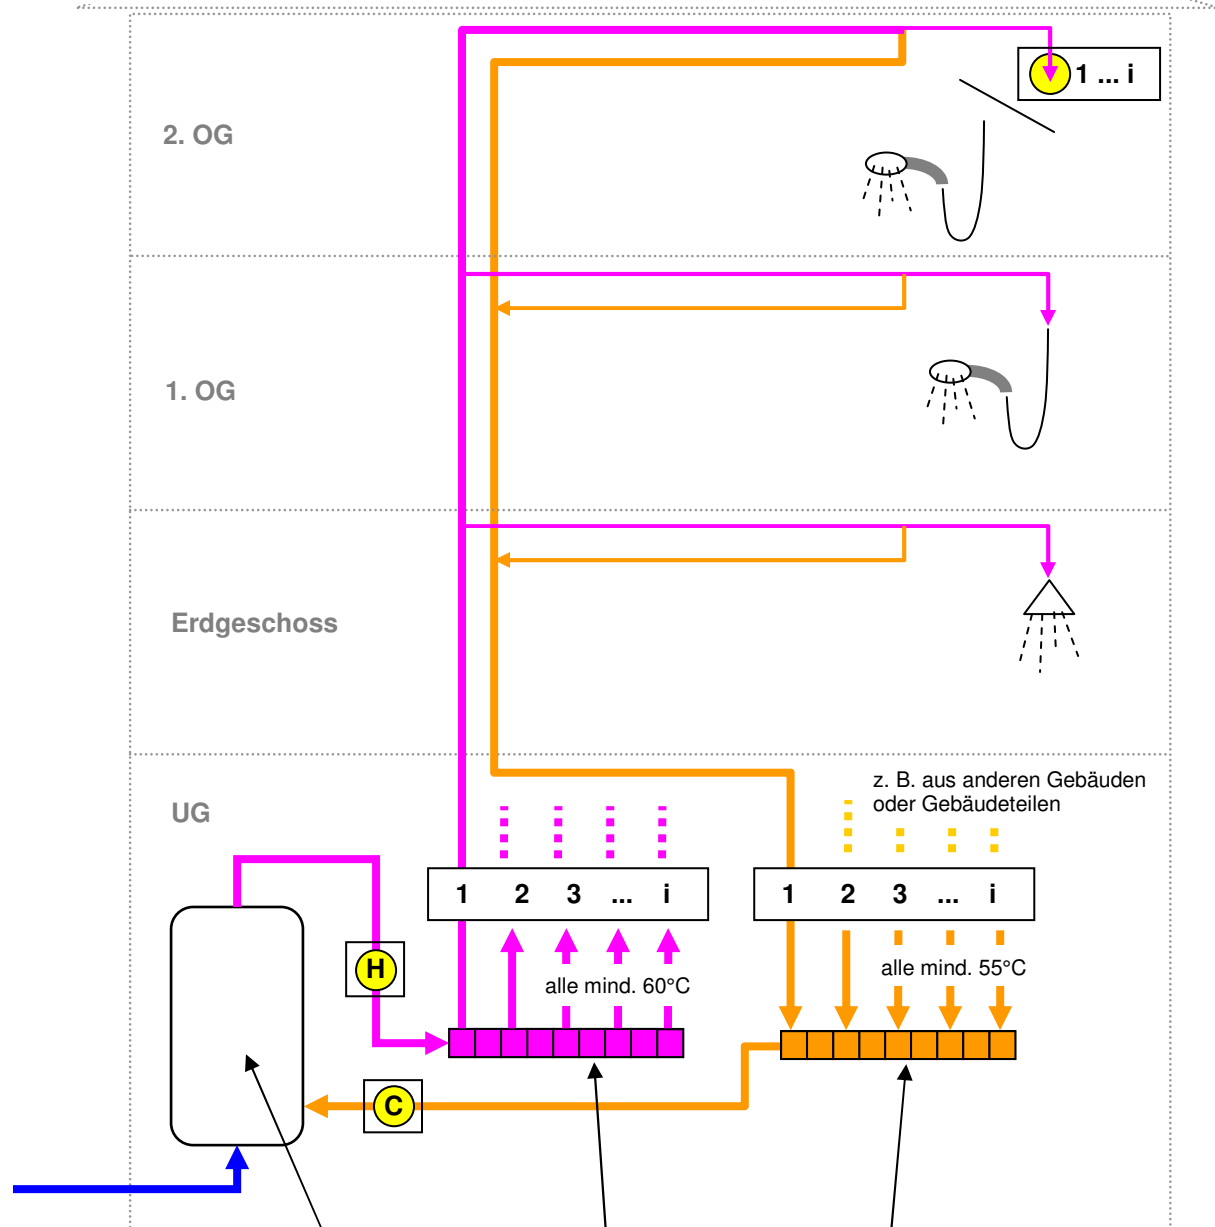 1 ... i
2. OG
1. OG
Erdgeschoss
z. B. aus anderen Gebäuden
oder Gebäudeteilen
UG
1 2 3 ... i
1 2 3 ... i
H
alle mind. 60°C
alle mind. 55°C
C